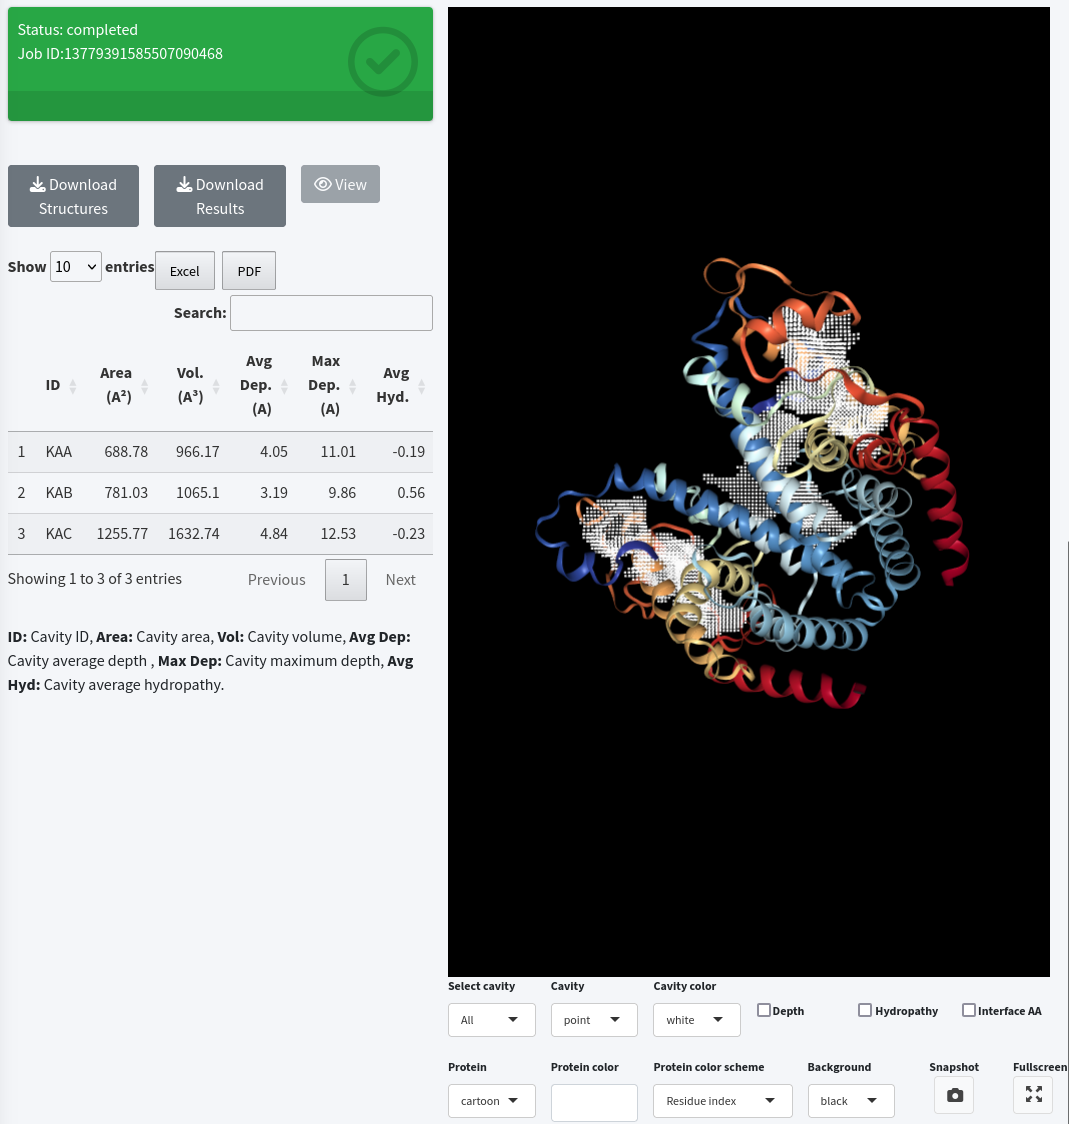 Status: completed
Job ID:13779391585507090468
Download Structures
Download Results
View
Show 10 entries Excel PDF
Search:
ID Area (Å²) Vol. (Å³) Avg Dep. (Å) Max Dep. (Å) Avg Hyd.
1 KAA 688.78 966.17 4.05 11.01 -0.19
2 KAB 781.03 1065.1 3.19 9.86 0.56
3 KAC 1255.77 1632.74 4.84 12.53 -0.23
Showing 1 to 3 of 3 entries Previous 1 Next
ID: Cavity ID, Area: Cavity area, Vol: Cavity volume, Avg Dep:
Cavity average depth , Max Dep: Cavity maximum depth, Avg
Hyd: Cavity average hydropathy.
Select cavity Cavity Cavity color
All point white Depth Hydropathy Interface AA
Protein Protein color Protein color scheme Background Snapshot Fullscreen
cartoon Residue index black